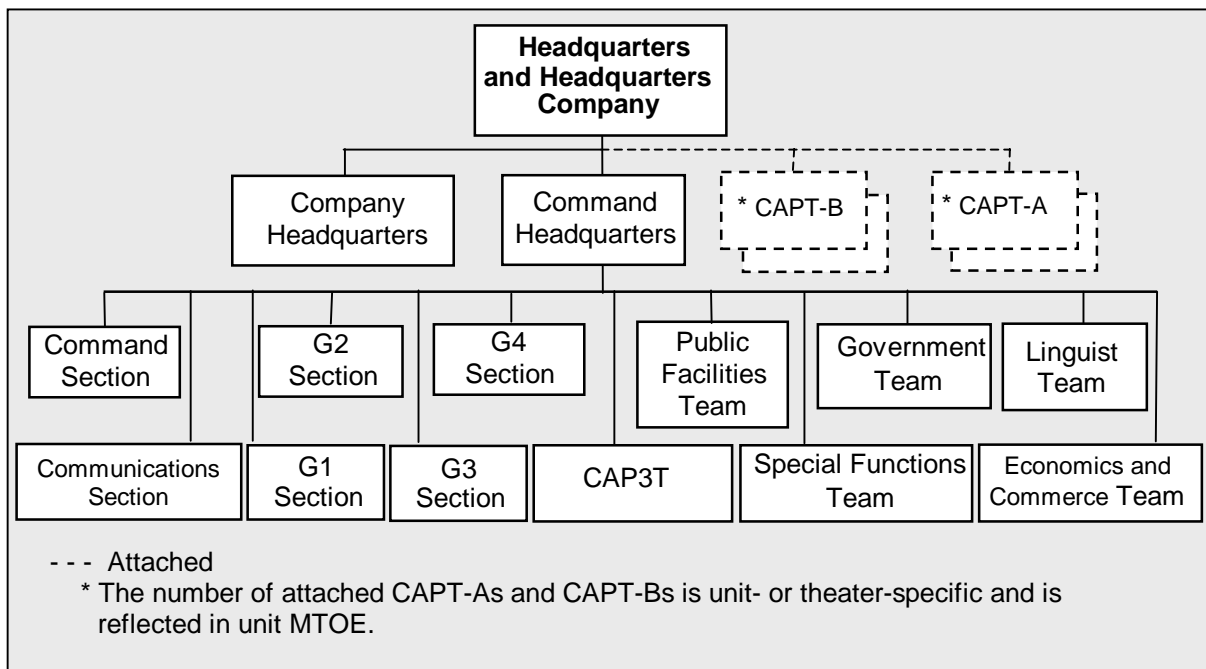 Headquarters
and Headquarters
Company
Company
Headquarters
Command
Headquarters
* CAPT-B
* CAPT-A
Command
Section
G2
Section
G4
Section
Public
Facilities
Team
Government
Team
Linguist
Team
Communications
Section
G1
Section
G3
Section
CAP3T
Special Functions
Team
Economics and
Commerce Team
- - - Attached
* The number of attached CAPT-As and CAPT-Bs is unit- or theater-specific and is
reflected in unit MTOE.